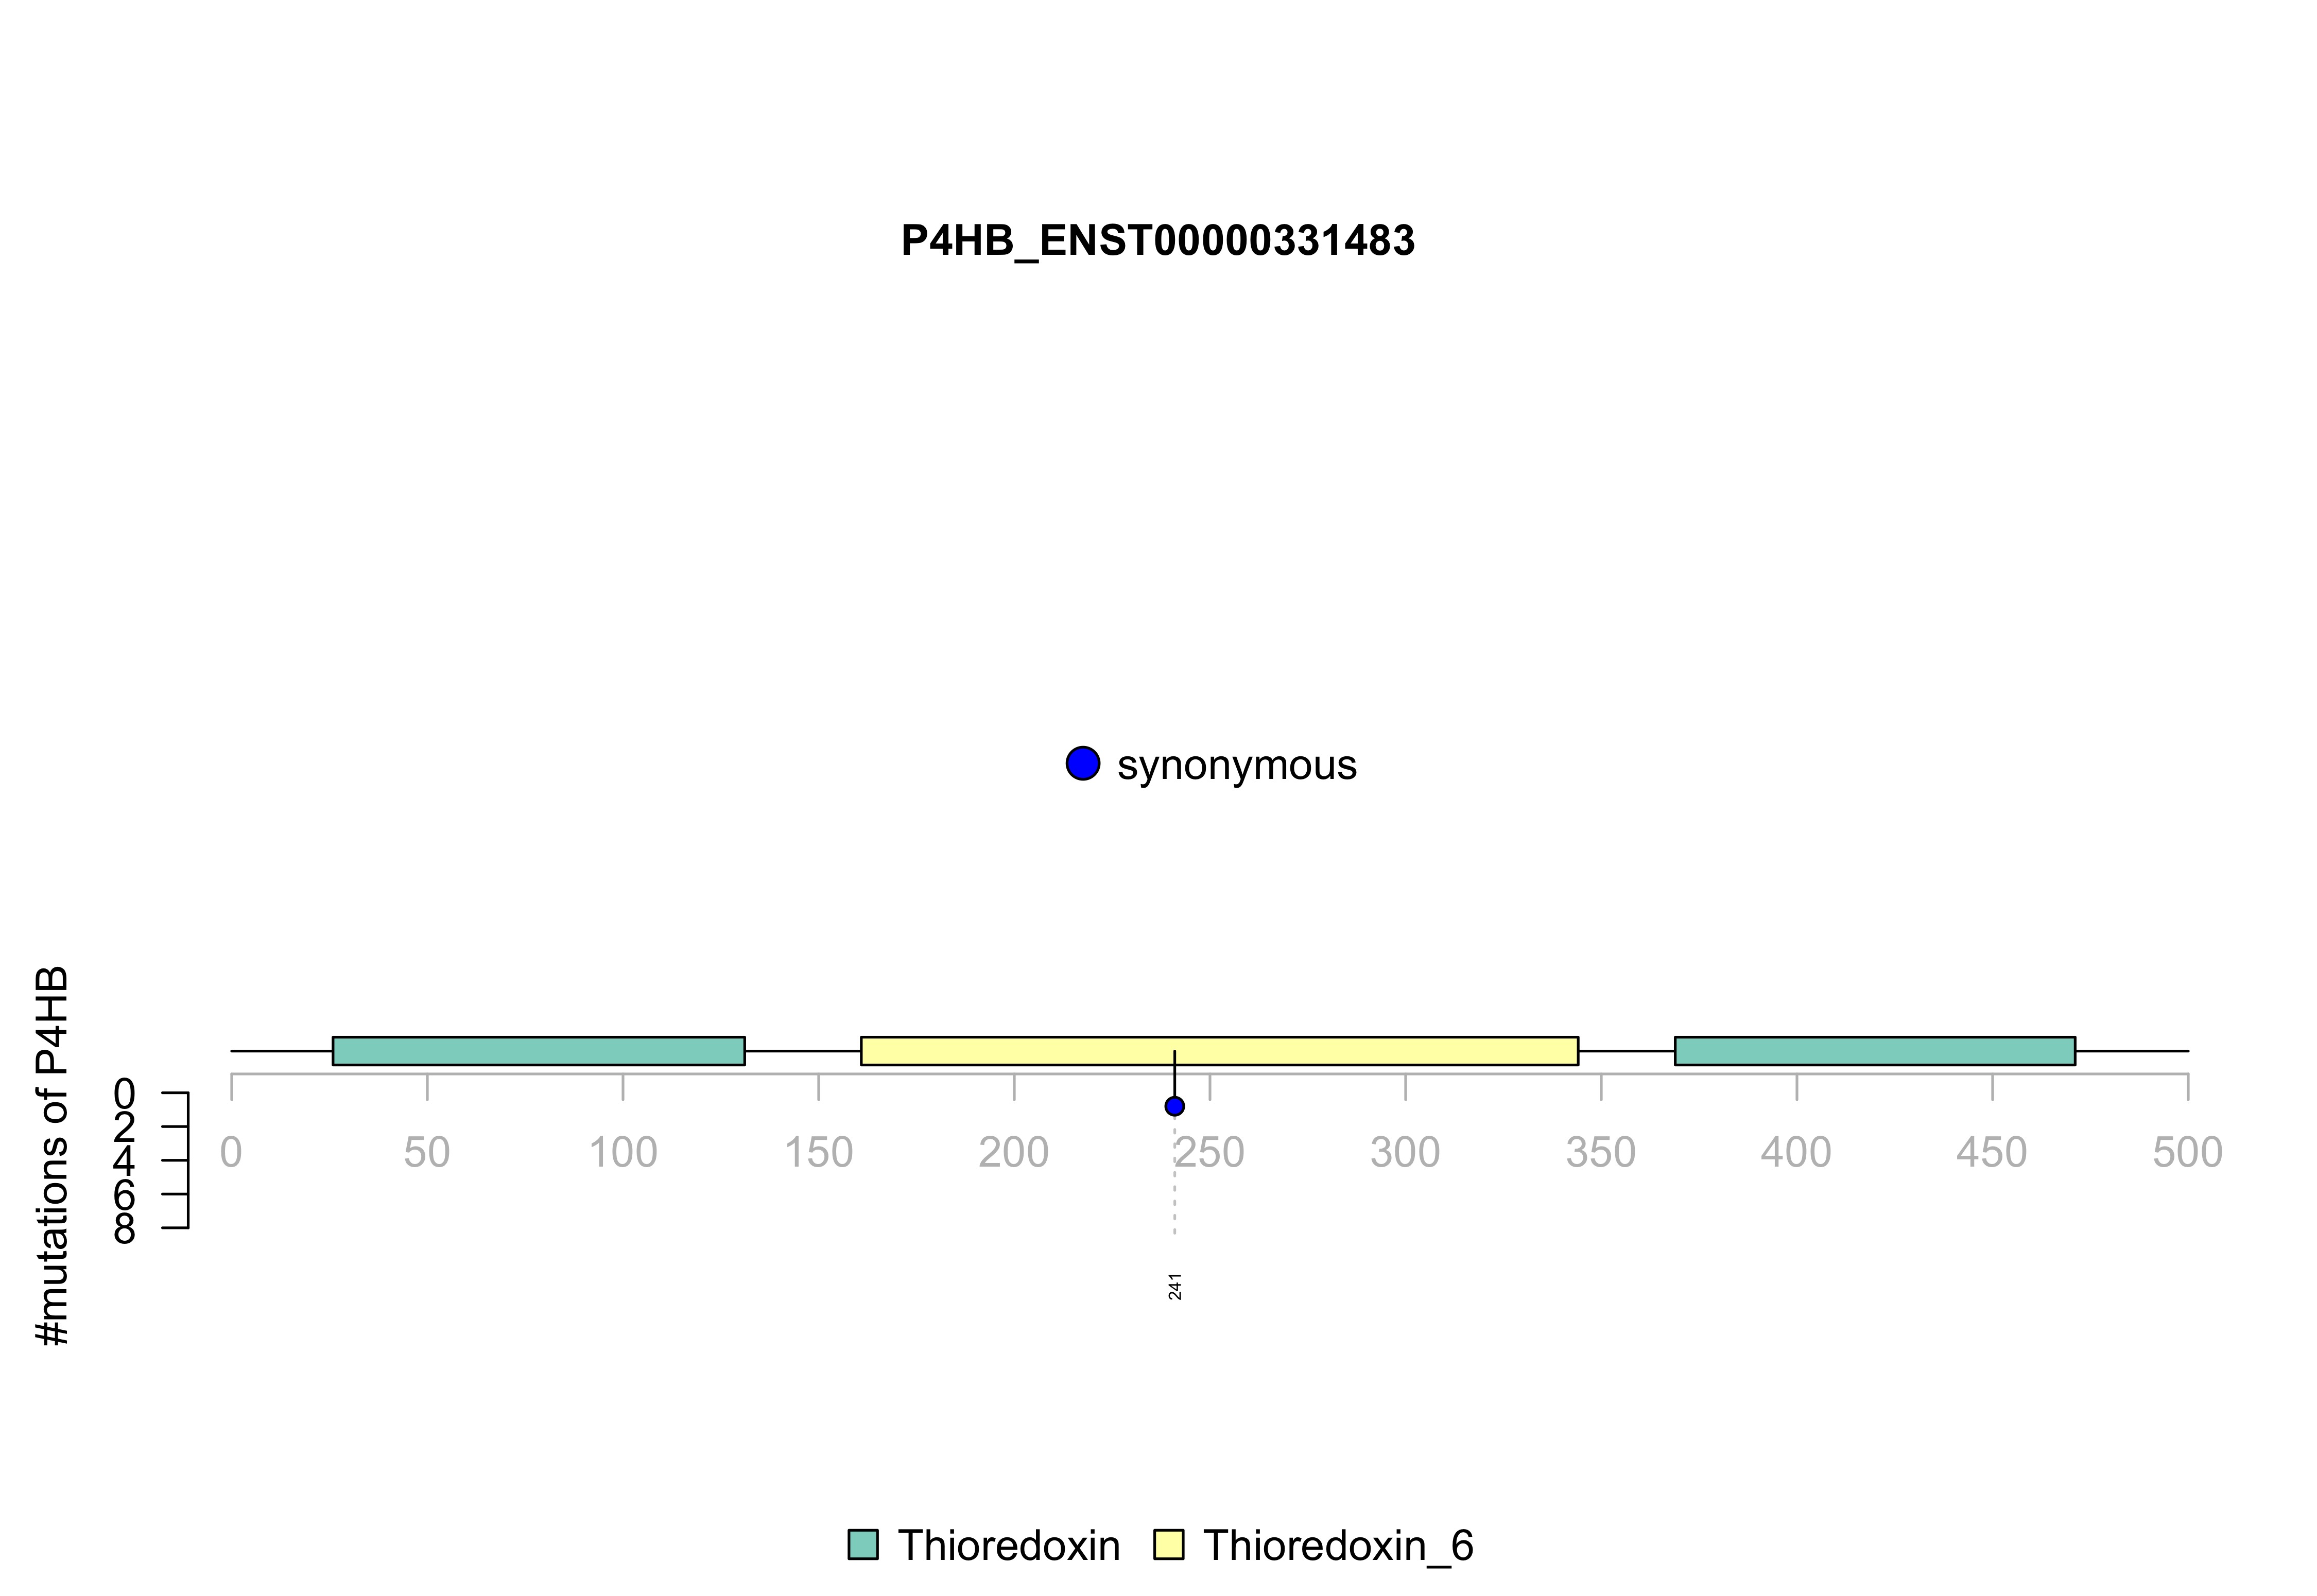 P4HB_ENST00000331483
synonymous
#mutations of P4HB
0
2
4
6
8
0 50 100 150 200 250 300 350 400 450 500
241
Thioredoxin Thioredoxin_6